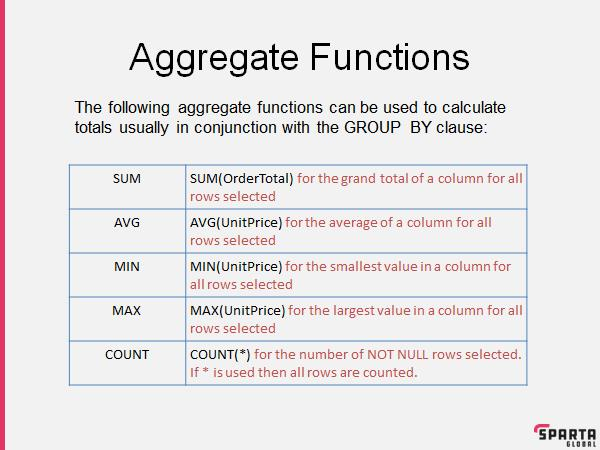 Aggregate Functions
The following aggregate functions can be used to calculate
totals usually in conjunction with the GROUP BY clause:
SUM
SUM(OrderTotal) for the grand total of a column for all
rows selected
AVG
AVG(UnitPrice) for the average of a column for all
rows selected
MIN
MIN(UnitPrice) for the smallest value in a column for
all rows selected
MAX
MAX(UnitPrice) for the largest value in a column for all
rows selected
COUNT
COUNT(*) for the number of NOT NULL rows selected.
If * is used then all rows are counted.
SPARTA
GLOBAL